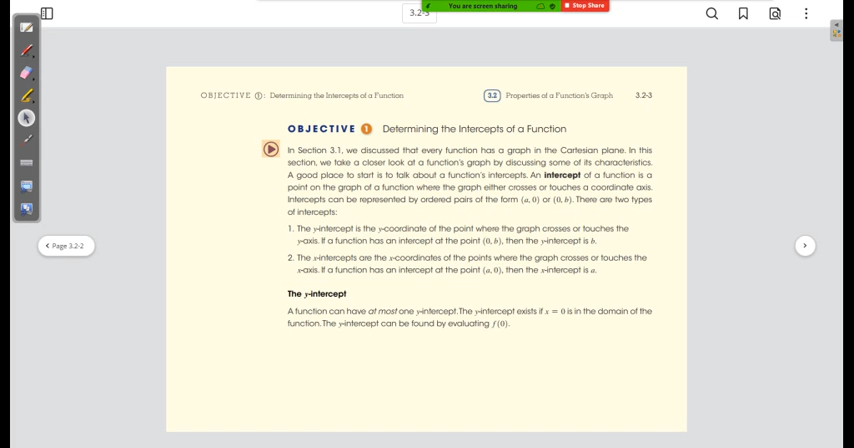 3.2-3
You are screen sharing
Stop Share
OBJECTIVE 1: Determining the Intercepts of a Function
3.2 Properties of a Function's Graph 3.2-3
OBJECTIVE 1 Determining the Intercepts of a Function
In Section 3.1, we discussed that every function has a graph in the Cartesian plane. In this
section, we take a closer look at a function's graph by discussing some of its characteristics.
A good place to start is to talk about a function's intercepts. An intercept of a function is a
point on the graph of a function where the graph either crosses or touches a coordinate axis.
Intercepts can be represented by ordered pairs of the form (a, 0) or (0, b). There are two types
of intercepts:
1. The y-intercept is the y-coordinate of the point where the graph crosses or touches the
y-axis. If a function has an intercept at the point (0, b), then the y-intercept is b.
2. The x-intercepts are the x-coordinates of the points where the graph crosses or touches the
x-axis. If a function has an intercept at the point (a, 0), then the x-intercept is a.
The y-intercept
A function can have at most one y-intercept. The y-intercept exists if x = 0 is in the domain of the
function. The y-intercept can be found by evaluating f(0).
Page 3.2-2